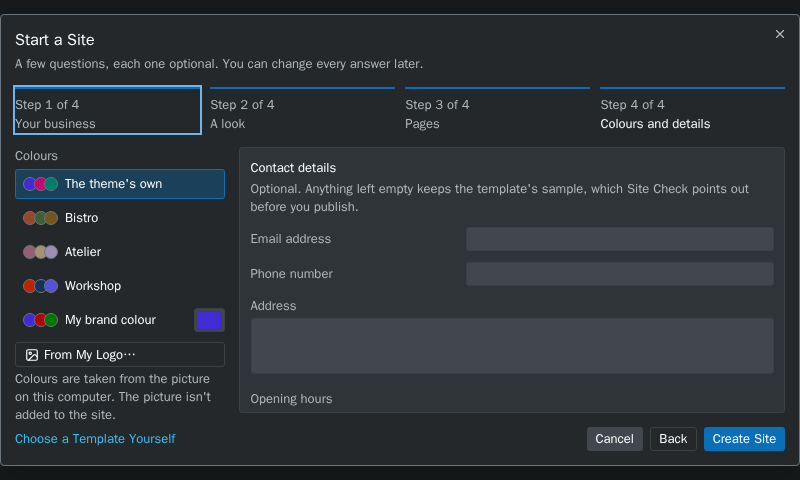 Start a Site
A few questions, each one optional. You can change every answer later.
Step 1 of 4
Your business
Step 2 of 4
A look
Step 3 of 4
Pages
Step 4 of 4
Colours and details
Colours
The theme's own
Bistro
Atelier
Workshop
My brand colour
From My Logo…
Colours are taken from the picture
on this computer. The picture isn't
added to the site.
Choose a Template Yourself
Contact details
Optional. Anything left empty keeps the template's sample, which Site Check points out
before you publish.
Email address
Phone number
Address
Opening hours
Cancel
Back
Create Site